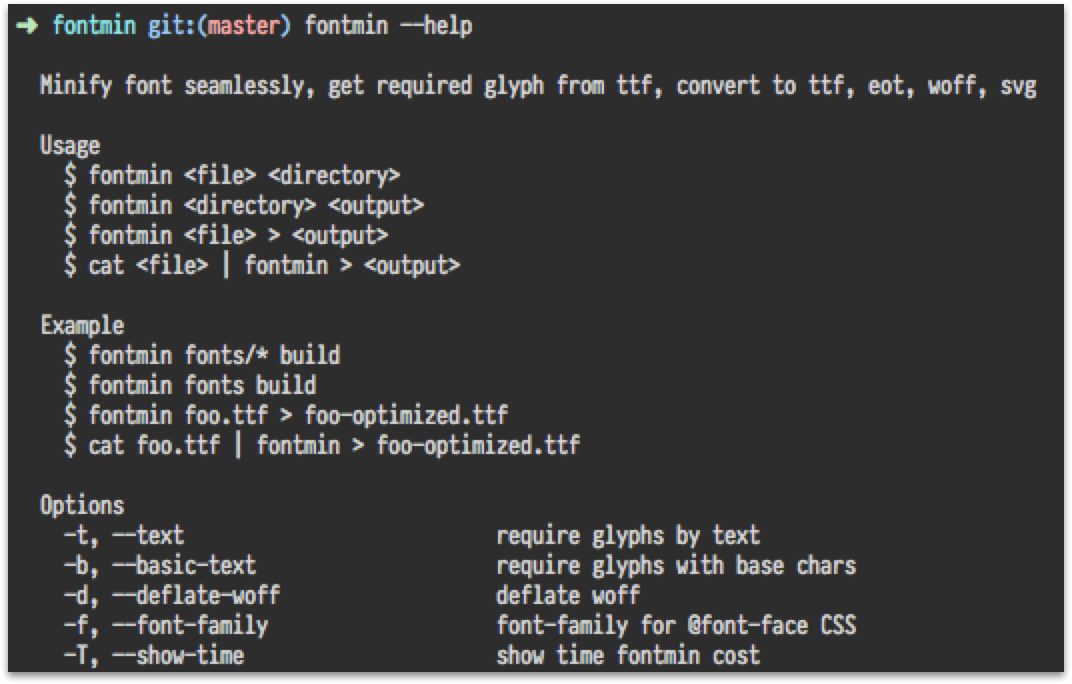 ➜ fontmin git:(master) fontmin --help
Minify font seamlessly, get required glyph from ttf, convert to ttf, eot, woff, svg
Usage
$ fontmin <file> <directory>
$ fontmin <directory> <output>
$ fontmin <file> > <output>
$ cat <file> | fontmin > <output>
Example
$ fontmin fonts/* build
$ fontmin fonts build
$ fontmin foo.ttf > foo-optimized.ttf
$ cat foo.ttf | fontmin > foo-optimized.ttf
Options
-t, --text require glyphs by text
-b, --basic-text require glyphs with base chars
-d, --deflate-woff deflate woff
-f, --font-family font-family for @font-face CSS
-T, --show-time show time fontmin cost